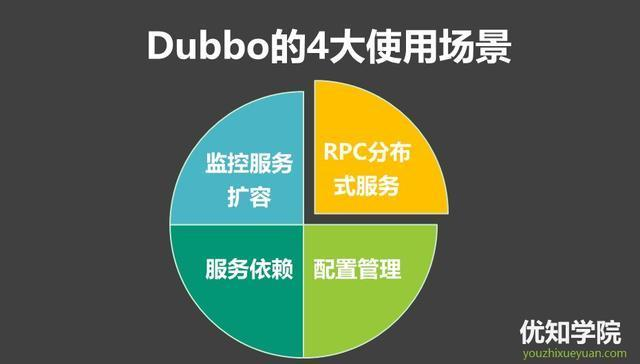 Dubbo的4大使用场景
监控服务
扩容
RPC分布
式服务
服务依赖
配置管理
优知学院
youzhixueyuan.com